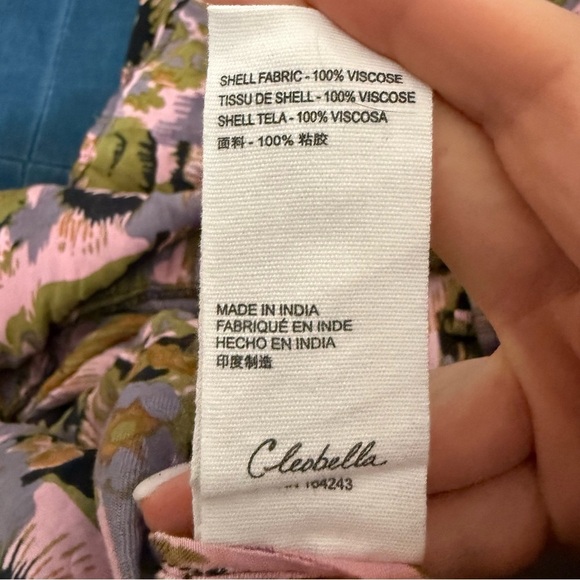 SHELL FABRIC - 100% VISCOSE
TISSU DE SHELL - 100% VISCOSE
SHELL TELA - 100% VISCOSA
面料 - 100% 粘胶
MADE IN INDIA
FABRIQUÉ EN INDE
HECHO EN INDIA
印度制造
Cleobella
164243